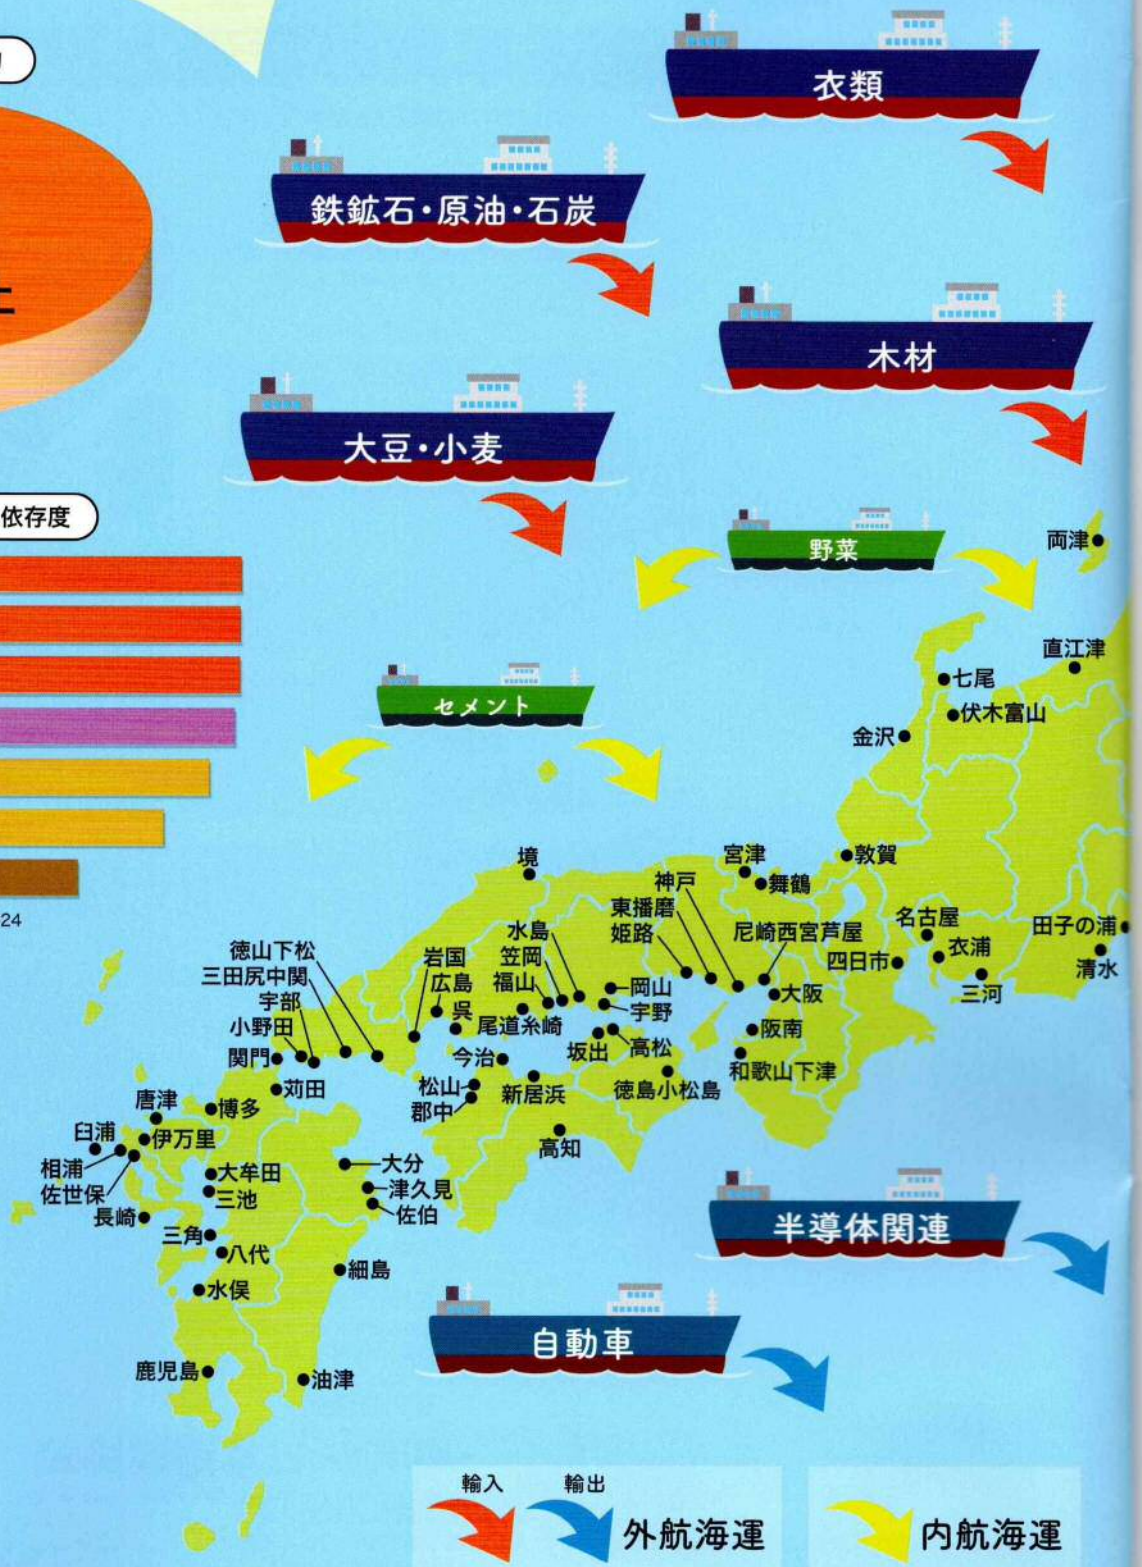 衣類
鉄鉱石・原油・石炭
木材
大豆・小麦
依存度
野菜
両津
セメント
直江津
七尾
伏木富山
金沢
境
宮津
敦賀
舞鶴
神戸
東播磨
姫路
水島
笠岡
福山
尾道糸崎
尼崎西宮芦屋
名古屋
衣浦
四日市
三河
田子の浦
清水
24
徳山下松
三田尻中関
宇部
小野田
関門
岩国
広島
呉
岡山
宇野
大阪
阪南
今治
坂出
高松
和歌山下津
苅田
松山
郡中
新居浜
徳島小松島
唐津
博多
臼浦
伊万里
高知
相浦
佐世保
大牟田
三池
大分
津久見
佐伯
長崎
三角
八代
半導体関連
細島
水俣
自動車
鹿児島
油津
輸入
輸出
外航海運
内航海運